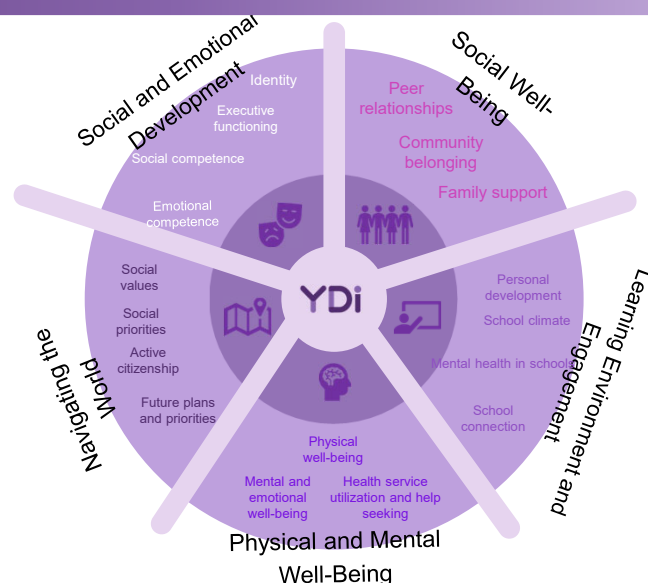 Social and Emotional
Development
Identity
Executive
functioning
Social competence
Emotional
competence
Social Well-
Being
Peer
relationships
Community
belonging
Family support
Learning Environment and
Engagement
Personal
development
School climate
Mental health in schools
School
connection
Physical and Mental
Well-Being
Physical
well-being
Mental and
emotional
well-being
Health service
utilization and help
seeking
Navigating the
World
Social
values
Social
priorities
Active
citizenship
Future plans
and priorities
YDi